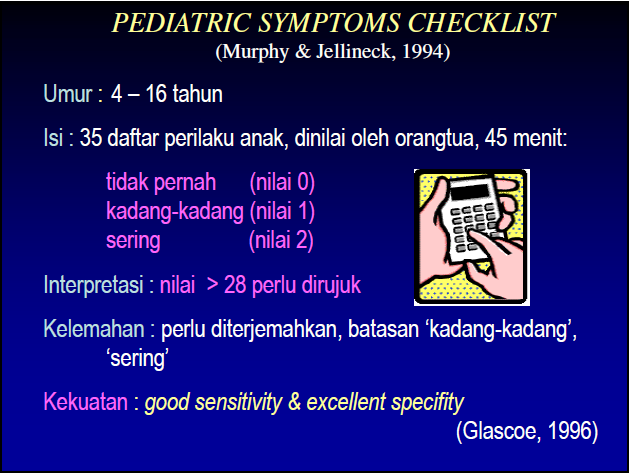 PEDIATRIC SYMPTOMS CHECKLIST
(Murphy & Jellineck, 1994)
Umur : 4 – 16 tahun
Isi : 35 daftar perilaku anak, dinilai oleh orangtua, 45 menit:
tidak pernah (nilai 0)
kadang-kadang (nilai 1)
sering (nilai 2)
Interpretasi : nilai > 28 perlu dirujuk
Kelemahan : perlu diterjemahkan, batasan ‘kadang-kadang’,
‘sering’
Kekuatan : good sensitivity & excellent specifity
(Glascoe, 1996)